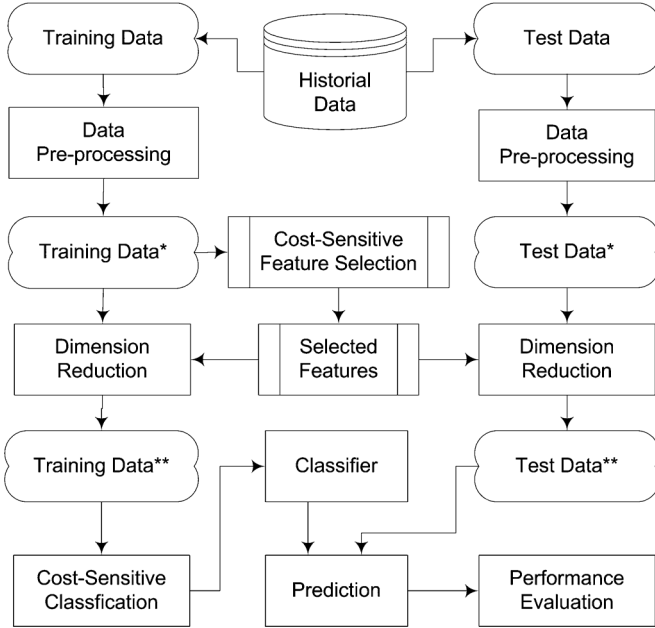 Training Data
Historial
Data
Test Data
Data
Pre-processing
Data
Pre-processing
Training Data*
Cost-Sensitive
Feature Selection
Test Data*
Dimension
Reduction
Selected
Features
Dimension
Reduction
Training Data**
Classifier
Test Data**
Cost-Sensitive
Classfication
Prediction
Performance
Evaluation